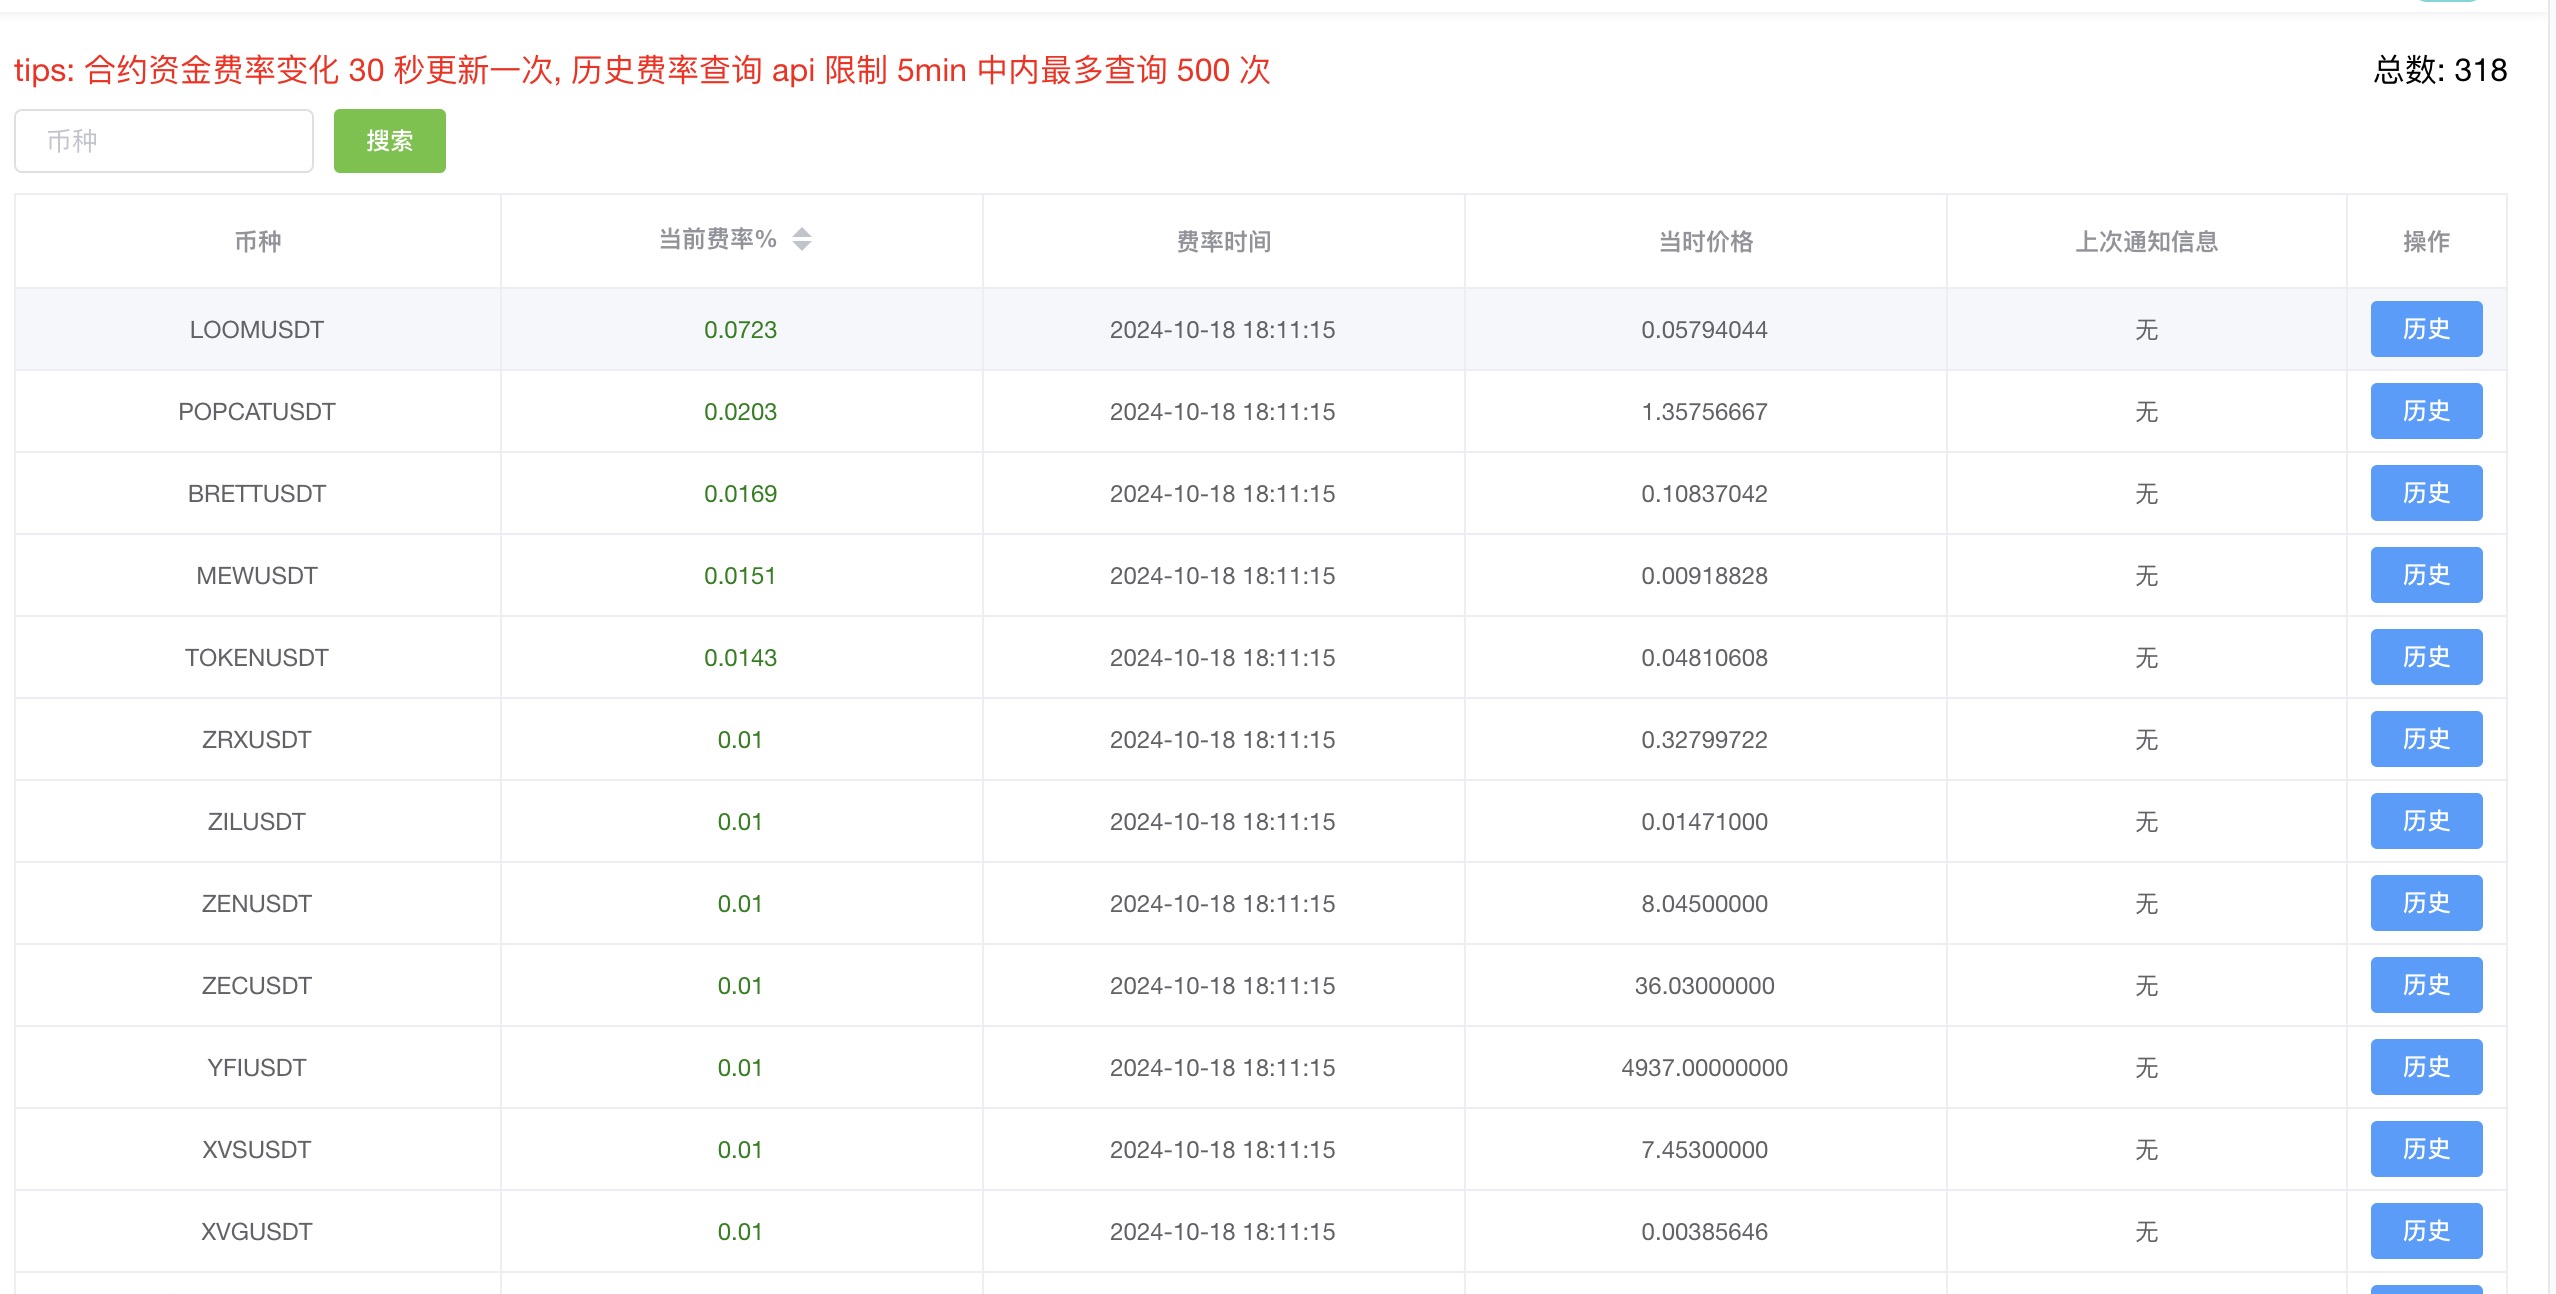 tips: 合约资金费率变化 30 秒更新一次, 历史费率查询 api 限制 5min 中内最多查询 500 次 总数: 318
币种 搜索
币种 当前费率% 费率时间 当时价格 上次通知信息 操作
LOOMUSDT 0.0723 2024-10-18 18:11:15 0.05794044 无 历史
POPCATUSDT 0.0203 2024-10-18 18:11:15 1.35756667 无 历史
BRETTUSDT 0.0169 2024-10-18 18:11:15 0.10837042 无 历史
MEWUSDT 0.0151 2024-10-18 18:11:15 0.00918828 无 历史
TOKENUSDT 0.0143 2024-10-18 18:11:15 0.04810608 无 历史
ZRXUSDT 0.01 2024-10-18 18:11:15 0.32799722 无 历史
ZILUSDT 0.01 2024-10-18 18:11:15 0.01471000 无 历史
ZENUSDT 0.01 2024-10-18 18:11:15 8.04500000 无 历史
ZECUSDT 0.01 2024-10-18 18:11:15 36.03000000 无 历史
YFIUSDT 0.01 2024-10-18 18:11:15 4937.00000000 无 历史
XVSUSDT 0.01 2024-10-18 18:11:15 7.45300000 无 历史
XVGUSDT 0.01 2024-10-18 18:11:15 0.00385646 无 历史